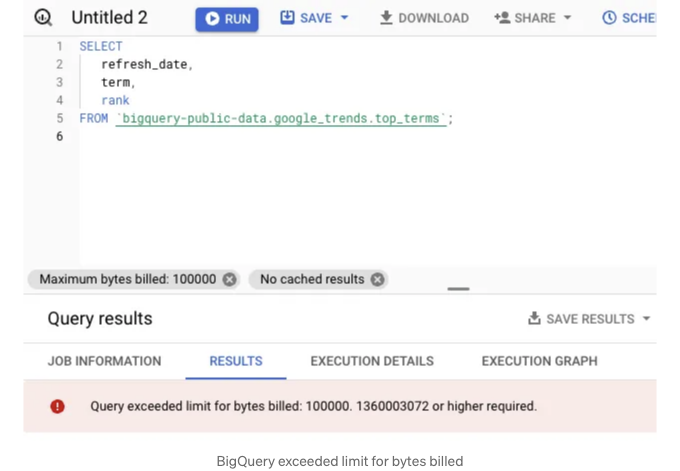 Untitled 2 RUN SAVE DOWNLOAD SHARE SCHE
1 SELECT
2 refresh_date,
3 term,
4 rank
5 FROM `bigquery-public-data.google_trends.top_terms`;
6
Maximum bytes billed: 100000 No cached results
Query results SAVE RESULTS
JOB INFORMATION RESULTS EXECUTION DETAILS EXECUTION GRAPH
Query exceeded limit for bytes billed: 100000. 1360003072 or higher required.
BigQuery exceeded limit for bytes billed